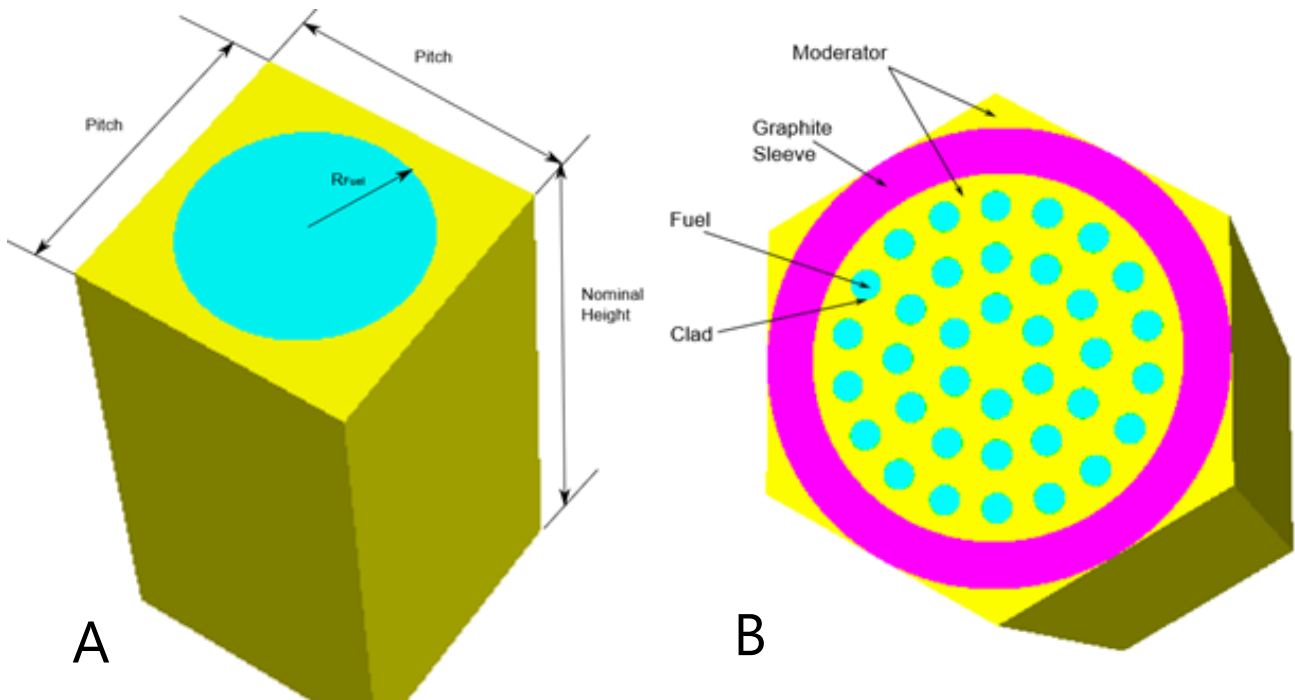 Pitch
Pitch
RFuel
Nominal
Height
A
Moderator
Graphite
Sleeve
Fuel
Clad
B